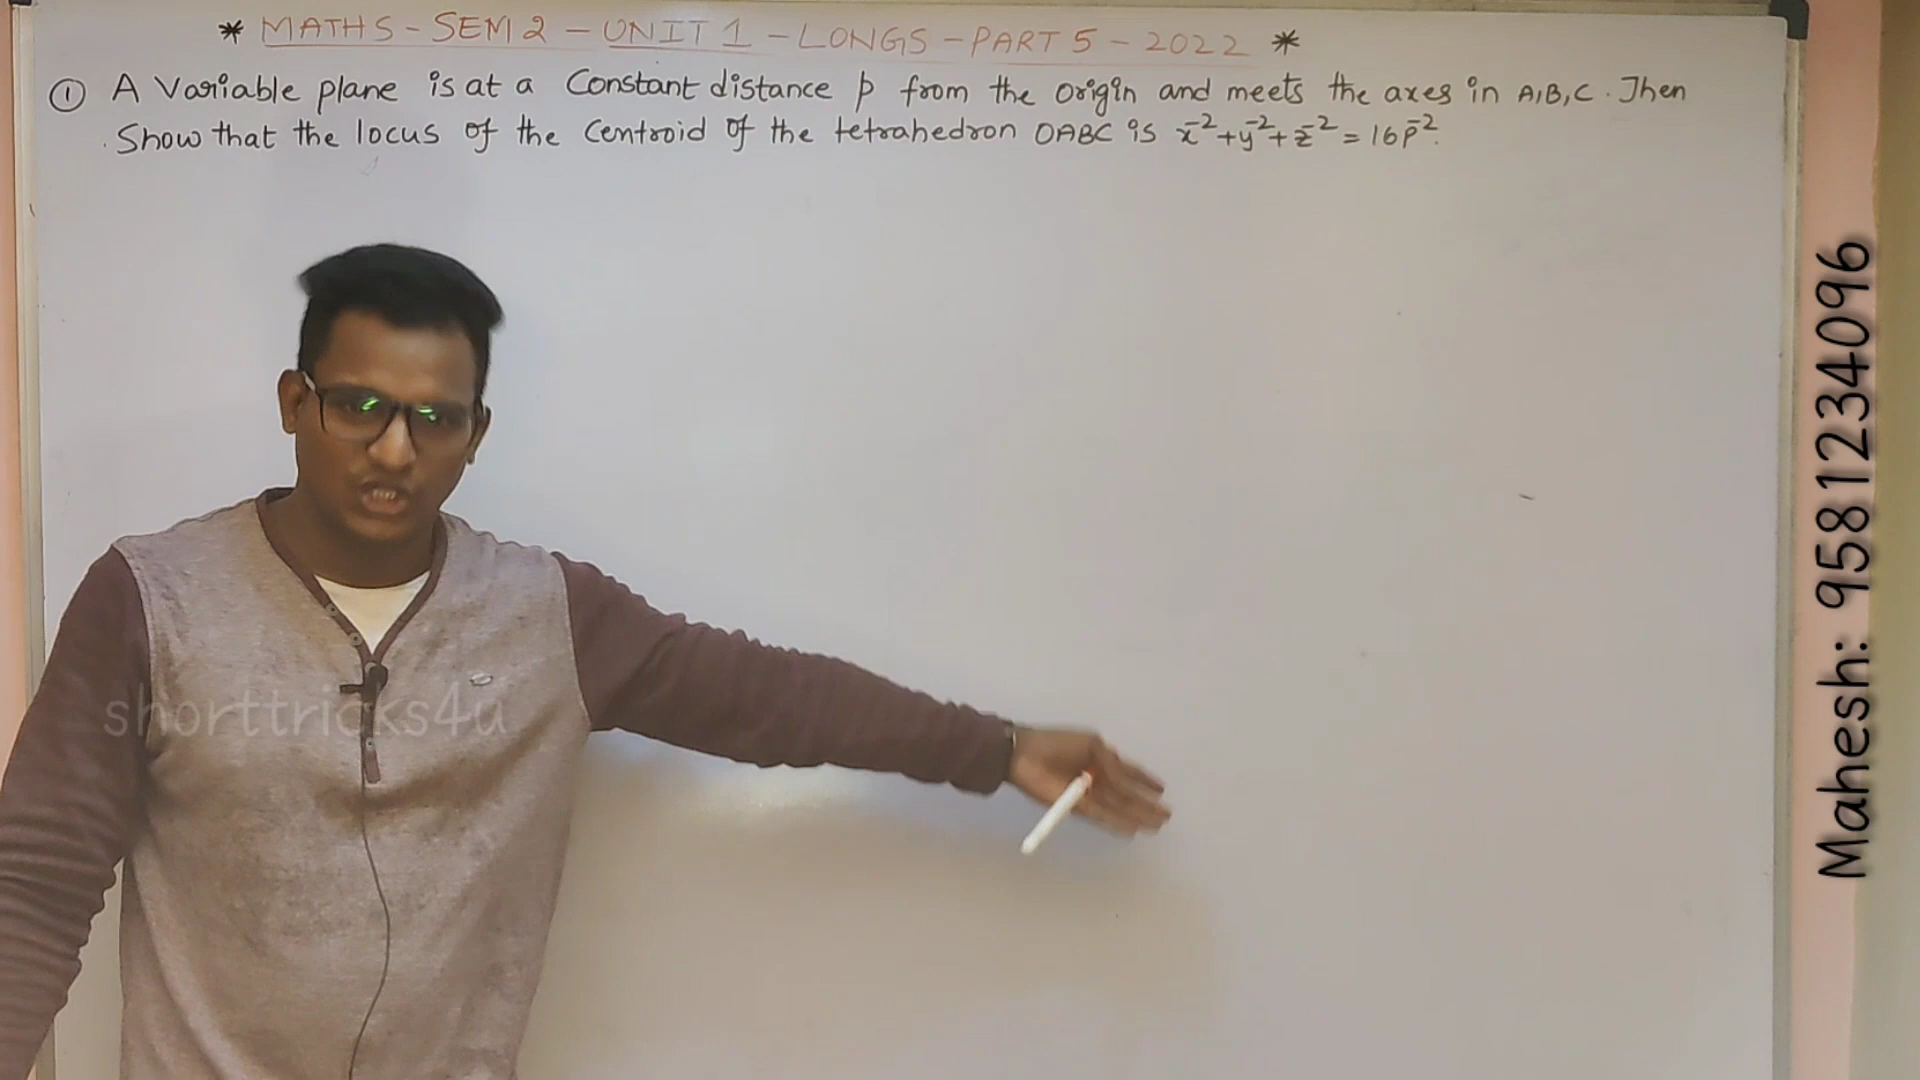 * MATHS - SEM 2 - UNIT 1 - LONGS - PART 5 - 2022 *
① A Variable plane is at a Constant distance p from the origin and meets the axes in A,B,C. Then
Show that the locus of the Centroid of the tetrahedron OABC is x⁻²+y⁻²+z⁻² = 16p⁻².
shorttricks4u
Mahesh: 9581234096